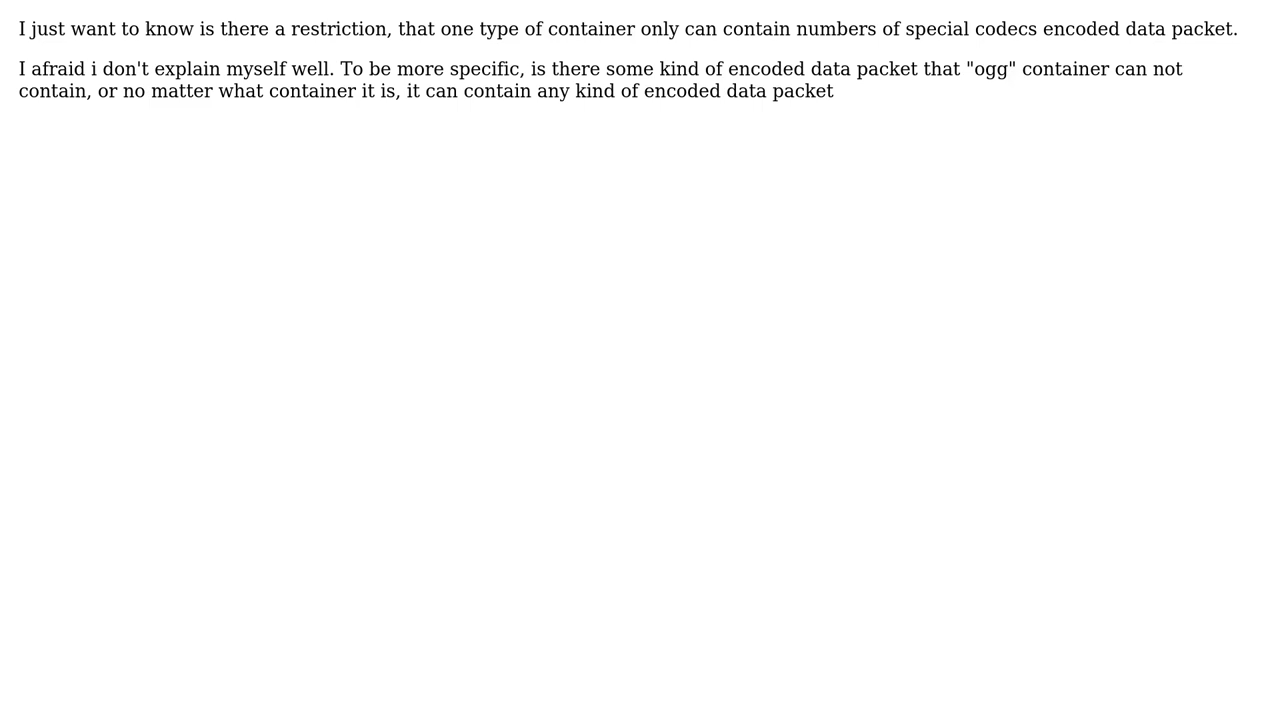 I just want to know is there a restriction, that one type of container only can contain numbers of special codecs encoded data packet.
I afraid i don't explain myself well. To be more specific, is there some kind of encoded data packet that "ogg" container can not
contain, or no matter what container it is, it can contain any kind of encoded data packet